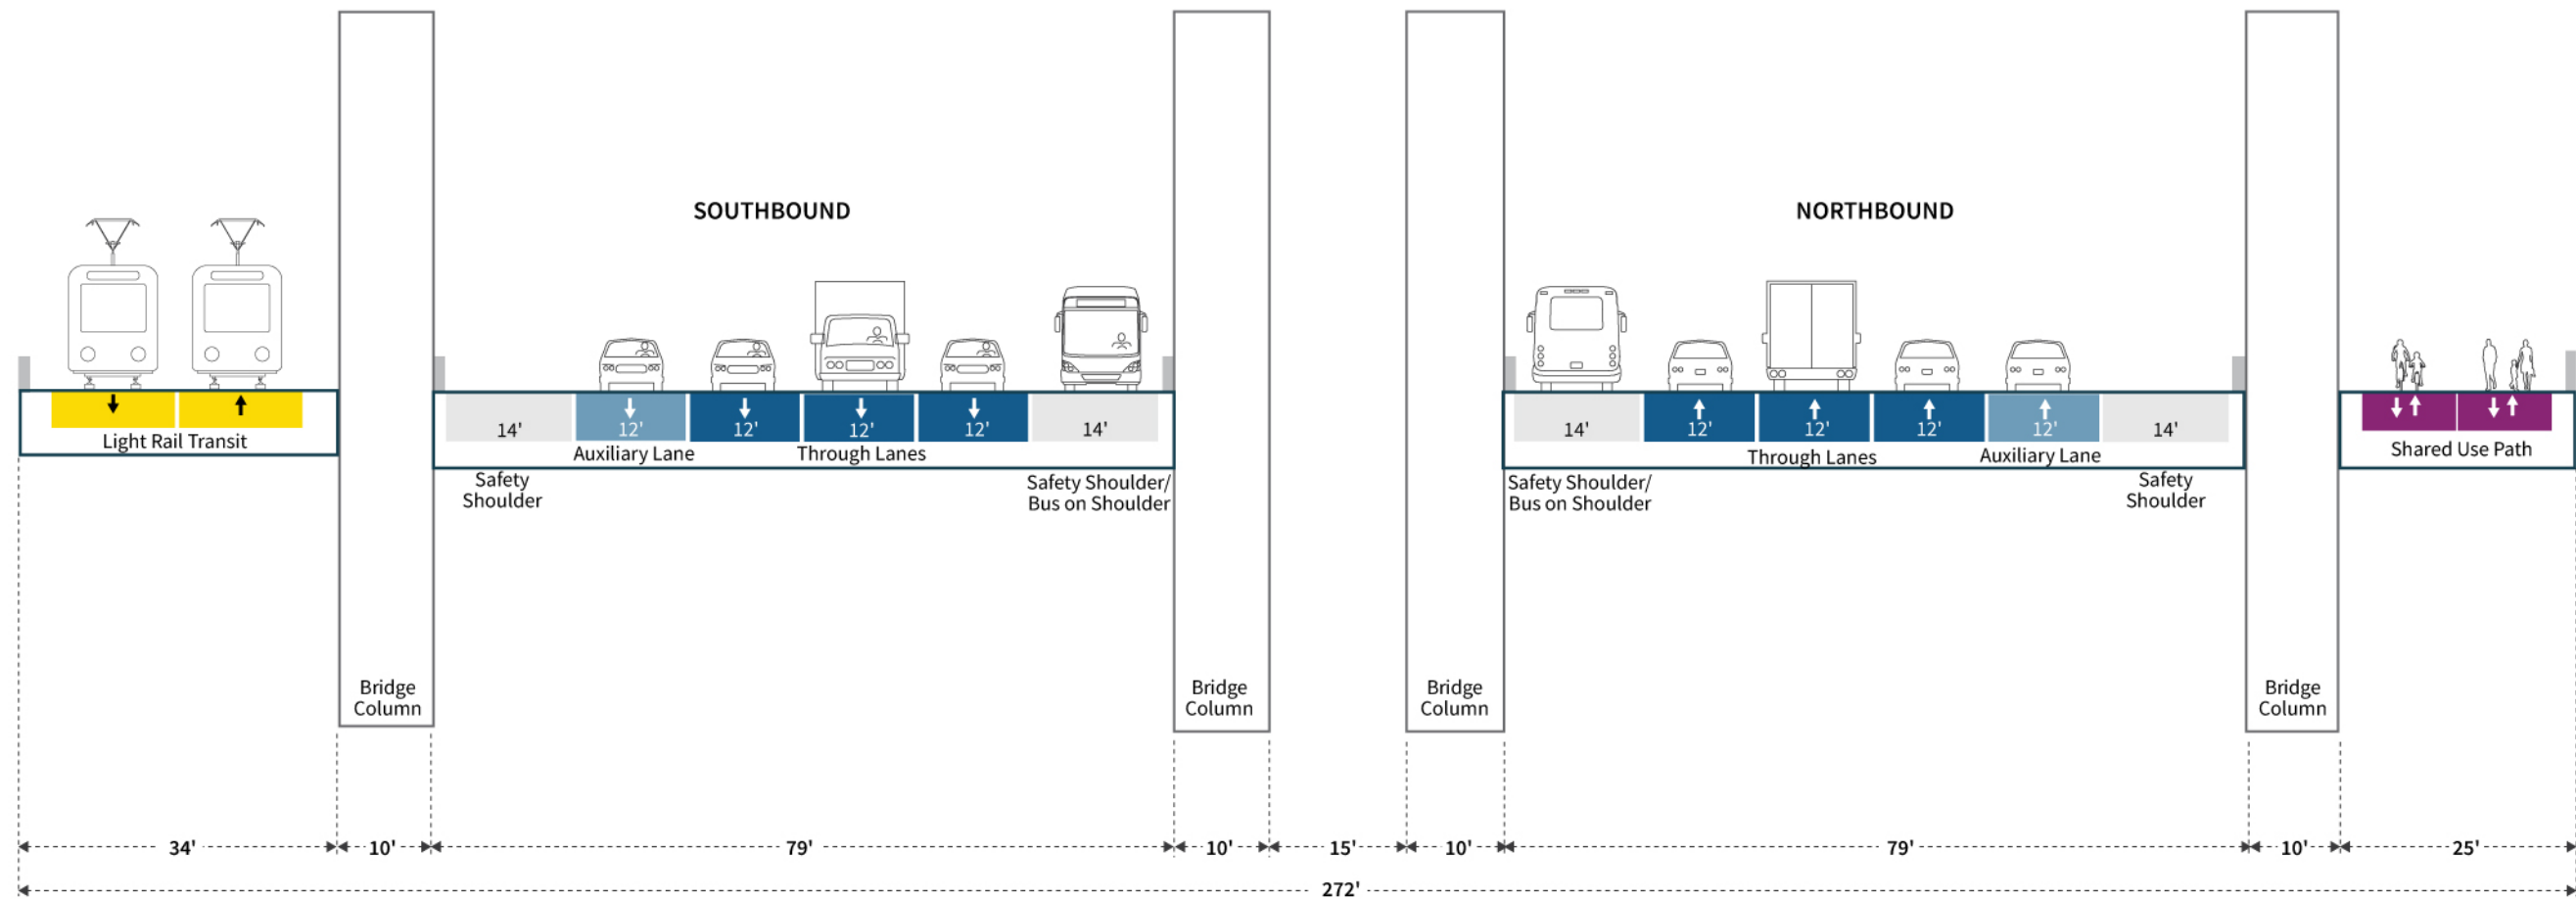 SOUTHBOUND
NORTHBOUND
14'
12'
12'
12'
12'
14'
14'
12'
12'
12'
12'
14'
Light Rail Transit
Auxiliary Lane
Through Lanes
Through Lanes
Auxiliary Lane
Shared Use Path
Safety
Shoulder
Safety Shoulder/
Bus on Shoulder
Safety Shoulder/
Bus on Shoulder
Safety
Shoulder
Bridge
Column
Bridge
Column
Bridge
Column
Bridge
Column
34'
10'
79'
10'
15'
10'
79'
10'
25'
272'